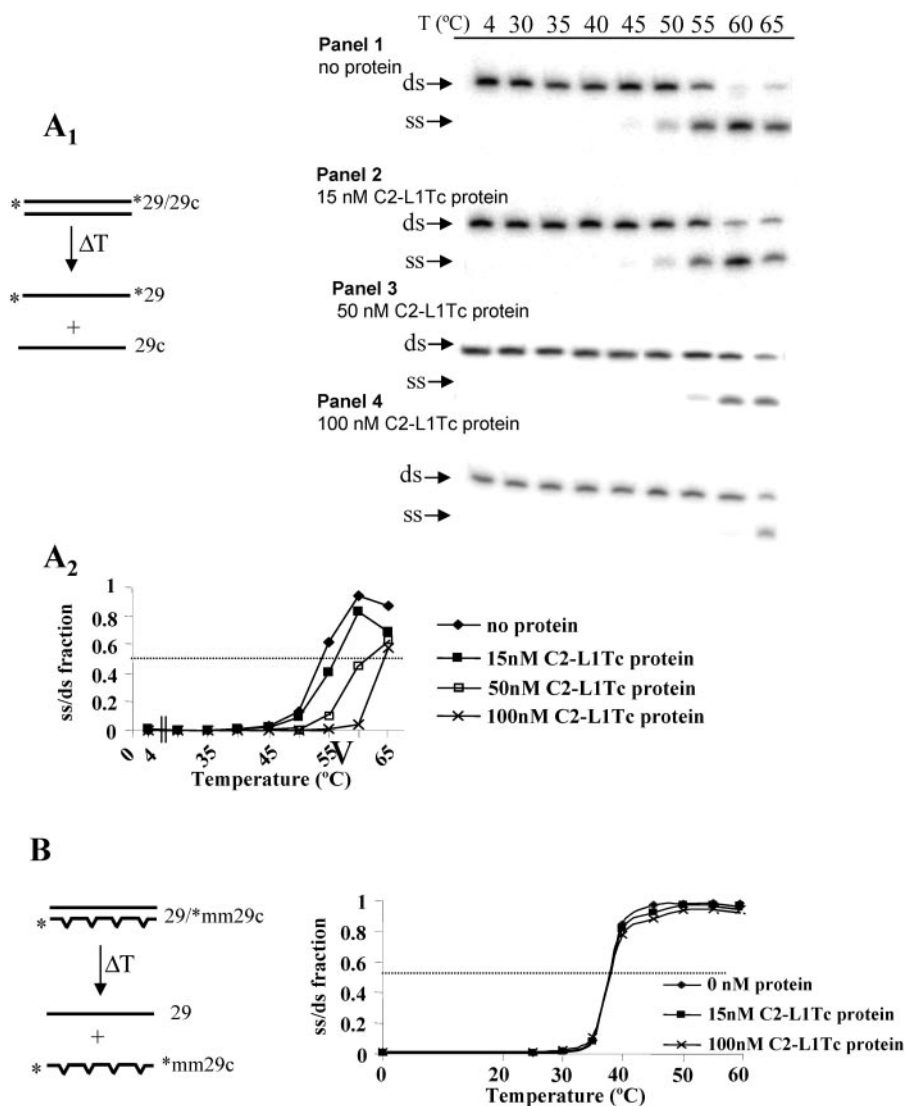 T (ºC) 4 30 35 40 45 50 55 60 65
Panel 1
no protein
ds
ss
A1
*
*29/29c
ΔT
*
*29
+
29c
Panel 2
15 nM C2-L1Tc protein
ds
ss
Panel 3
50 nM C2-L1Tc protein
ds
ss
Panel 4
100 nM C2-L1Tc protein
ds
ss
A2
ss/ds fraction
1
0.8
0.6
0.4
0.2
0
0 4 35 45 55 65
V
Temperature (ºC)
no protein
15nM C2-L1Tc protein
50nM C2-L1Tc protein
100nM C2-L1Tc protein
B
29/*mm29c
*
ΔT
29
+
*
*mm29c
ss/ds fraction
1
0.8
0.6
0.4
0.2
0
0 20 40 50 60
Temperature (ºC)
0 nM protein
15nM C2-L1Tc protein
100nM C2-L1Tc protein